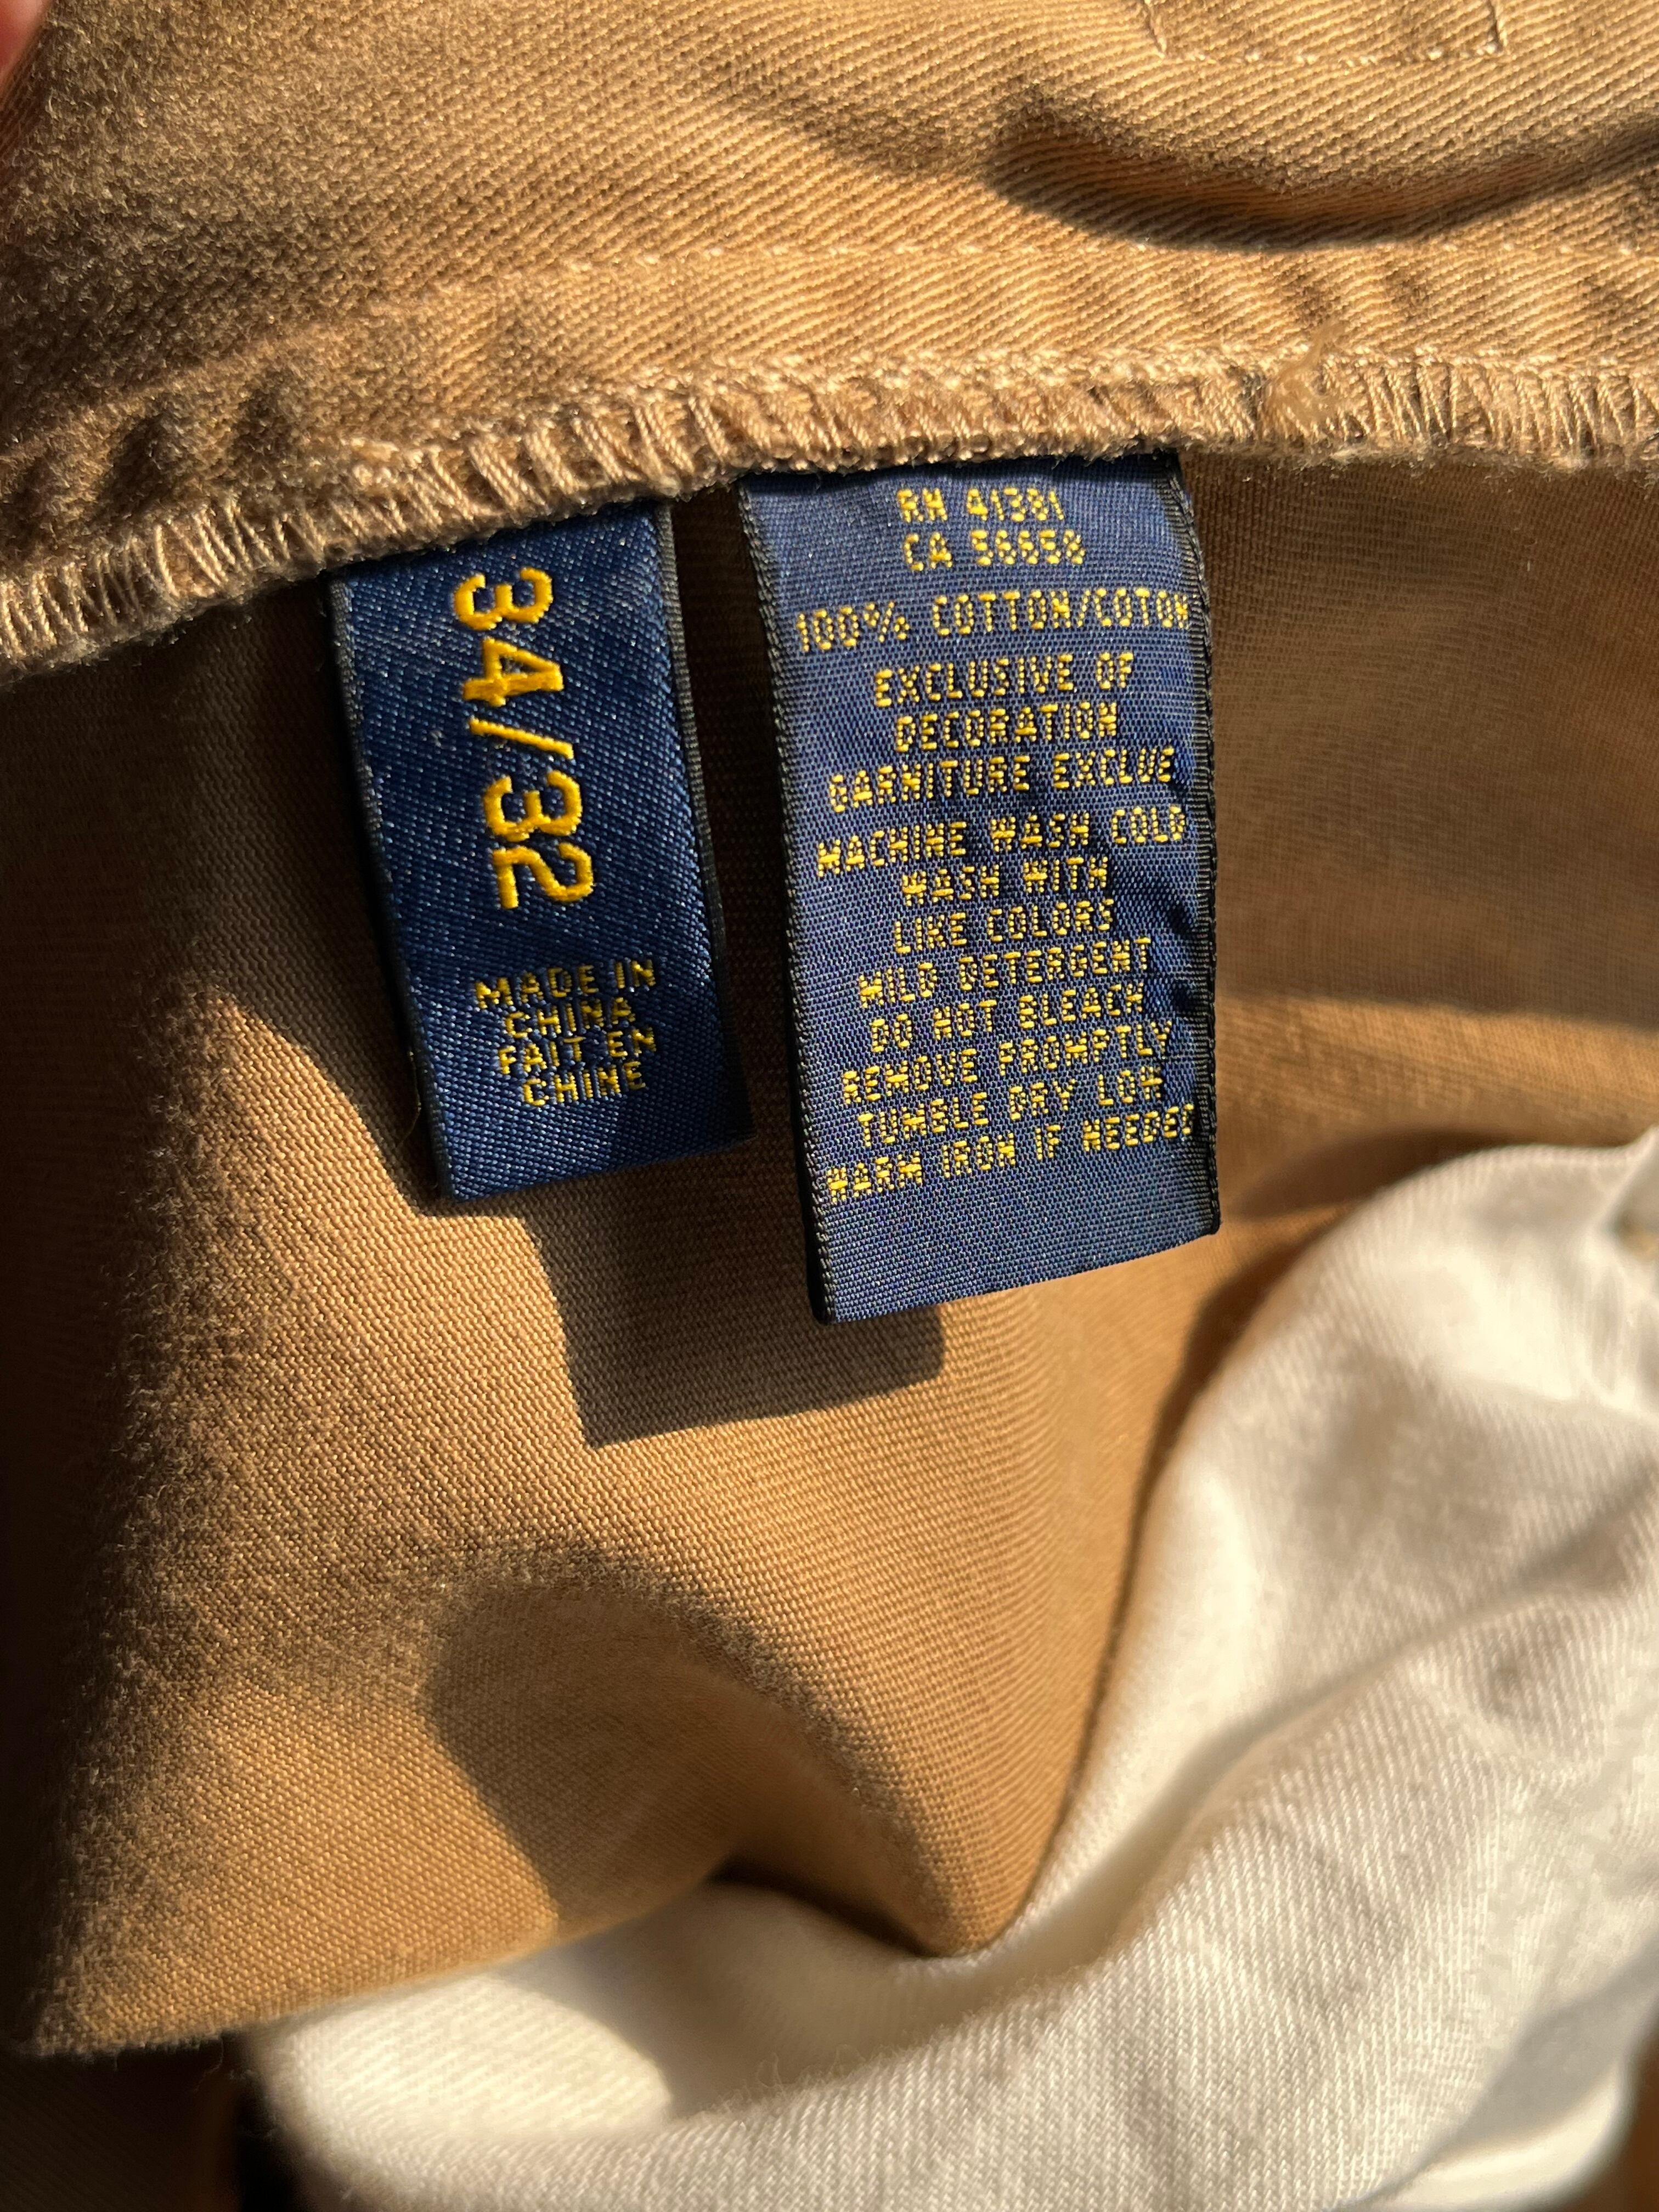 34/32
MADE IN
CHINA
FAIT EN
CHINE
RN 41381
CA 56658
100% COTTON/COTON
EXCLUSIVE OF
DECORATION
GARNITURE EXCLUE
MACHINE WASH COLD
WASH WITH
LIKE COLORS
MILD DETERGENT
DO NOT BLEACH
REMOVE PROMPTLY
TUMBLE DRY LOW
WARM IRON IF NEEDED